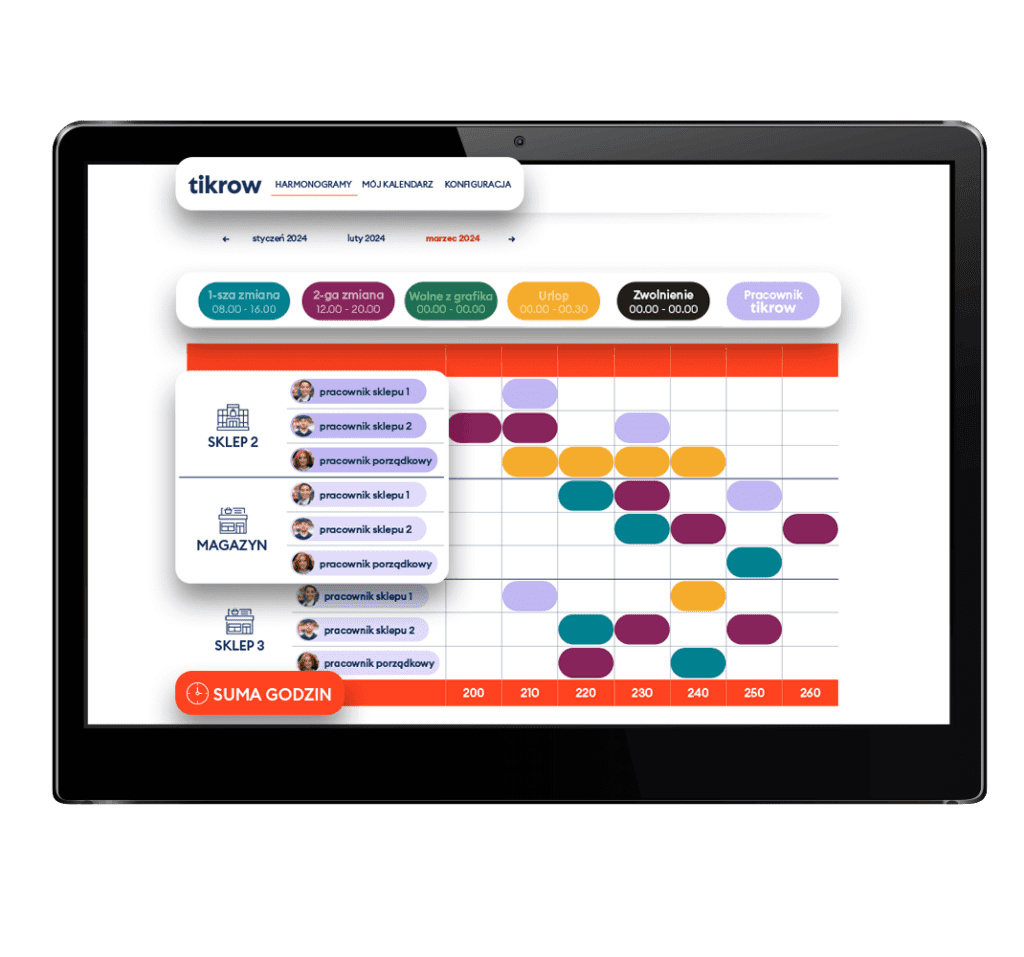 tikrow HARMONOGRAMY MÓJ KALENDARZ KONFIGURACJA
← styczeń 2024 luty 2024 marzec 2024 →
1-sza zmiana
08.00 - 16.00
2-ga zmiana
12.00 - 20.00
Wolne z grafika
00.00 - 00.00
Urlop
00.00 - 00.30
Zwolnienie
00.00 - 00.00
Pracownik
tikrow
SKLEP 2
pracownik sklepu 1
pracownik sklepu 2
pracownik porządkowy
MAGAZYN
pracownik sklepu 1
pracownik sklepu 2
pracownik porządkowy
SKLEP 3
pracownik sklepu 1
pracownik sklepu 2
pracownik porządkowy
SUMA GODZIN 200 210 220 230 240 250 260